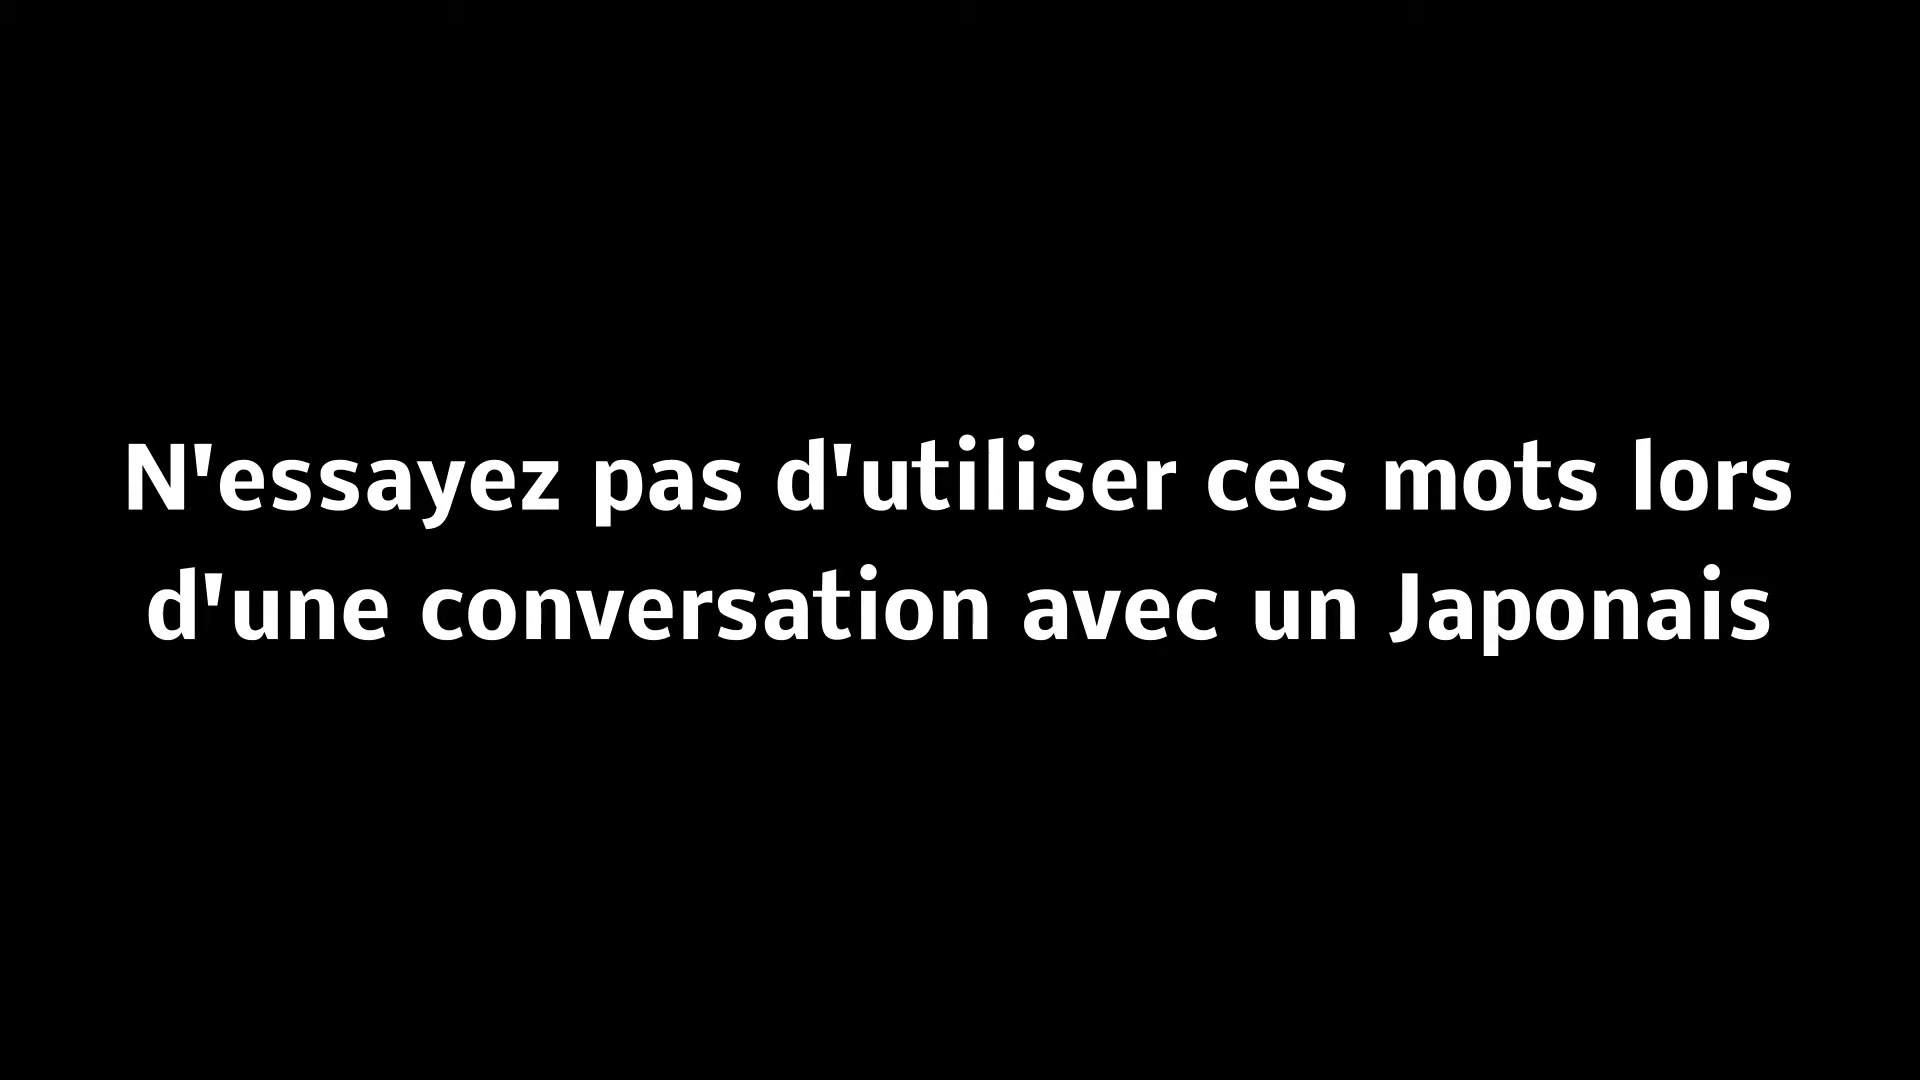 N'essayez pas d'utiliser ces mots lors
d'une conversation avec un Japonais